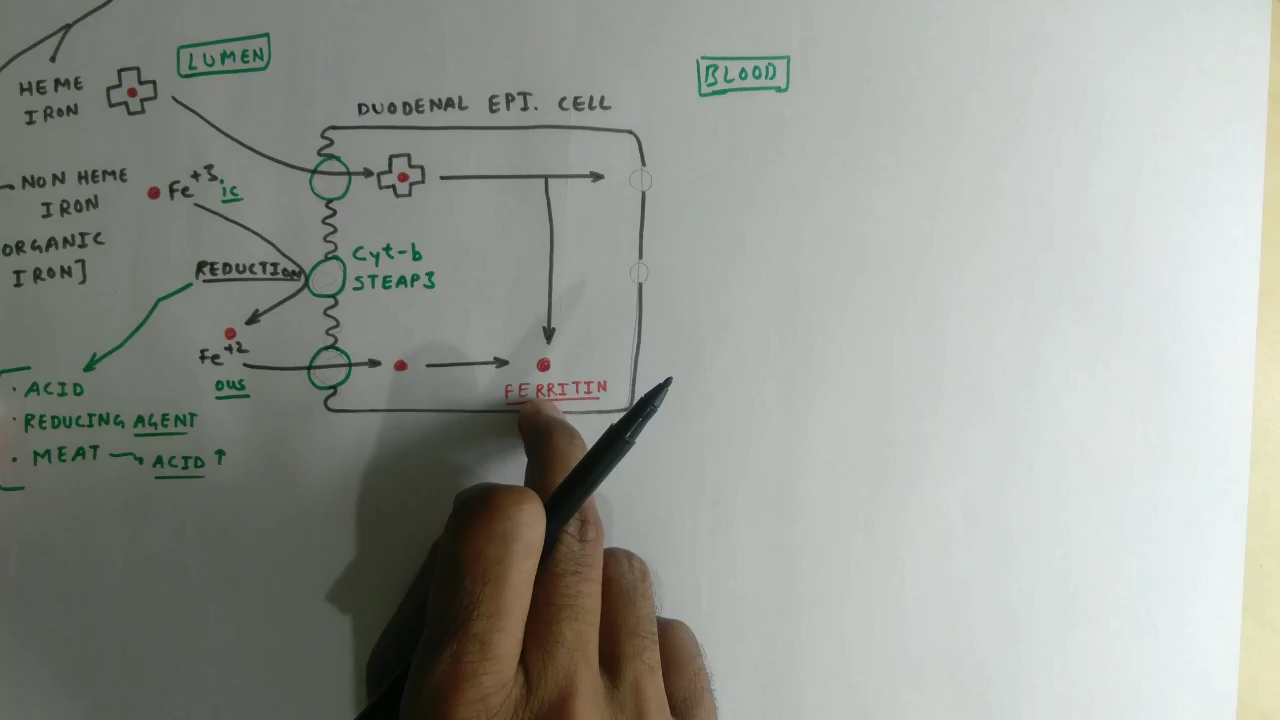 LUMEN
BLOOD
HEME
IRON
DUODENAL EPI. CELL
NON HEME
IRON
Fe+3
ic
ORGANIC
IRON]
REDUCTION
Cyt-b
STEAP3
Fe+2
ous
FERRITIN
· ACID
· REDUCING AGENT
· MEAT → ACID ↑